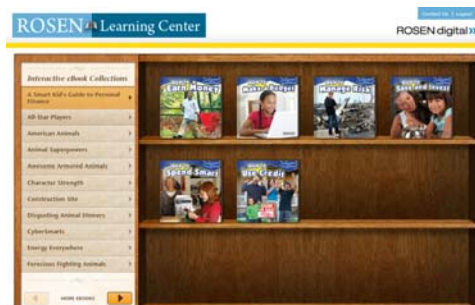 Contact Us | Logout
ROSEN Learning Center
ROSEN digital
Interactive eBook Collections
A Smart Kid's Guide to Personal
Finance
All-Star Players
American Animals
Animal Superpowers
Awesome Armored Animals
Character Strength
Construction Site
Disgusting Animal Dinners
CyberSmarts
Energy Everywhere
Ferocious Fighting Animals
MORE EBOOKS
Earn Money
Make a Budget
Manage Risk
Save and Invest
Spend Smart
Use Credit